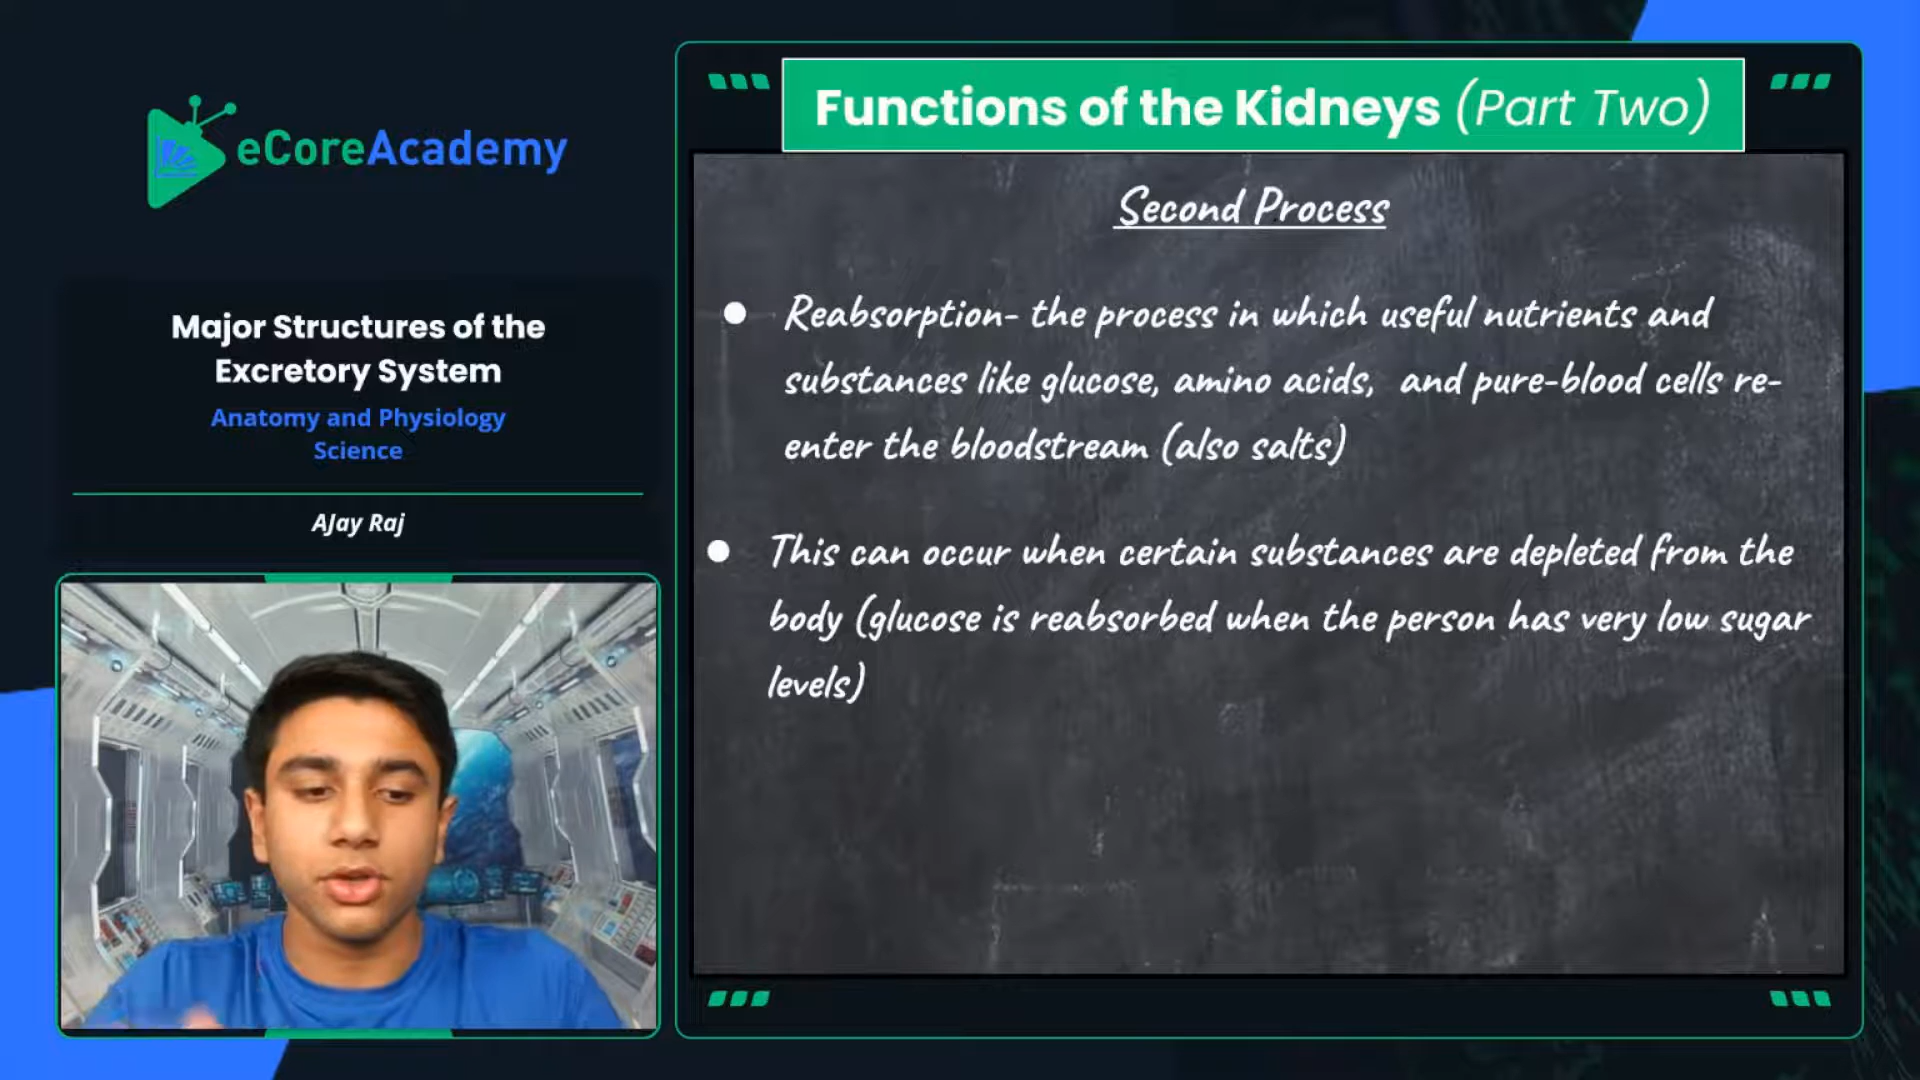 eCoreAcademy
Major Structures of the
Excretory System
Anatomy and Physiology
Science
AJay Raj
Functions of the Kidneys (Part Two)
Second Process
● Reabsorption- the process in which useful nutrients and
substances like glucose, amino acids, and pure-blood cells re-
enter the bloodstream (also salts)
● This can occur when certain substances are depleted from the
body (glucose is reabsorbed when the person has very low sugar
levels)